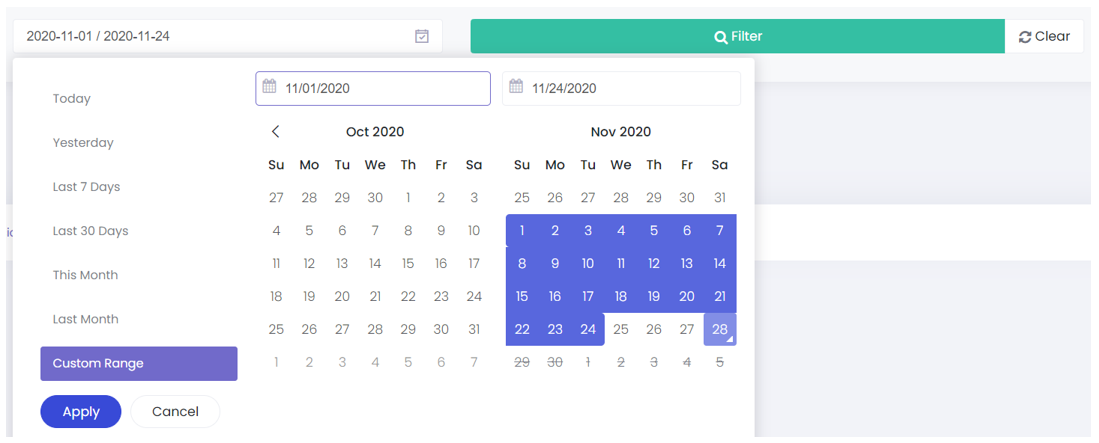 2020-11-01 / 2020-11-24
Filter
Clear
11/01/2020
11/24/2020
Today
Yesterday
Last 7 Days
Last 30 Days
This Month
Last Month
Custom Range
Apply
Cancel
Oct 2020
Su Mo Tu We Th Fr Sa
27 28 29 30 1 2 3
4 5 6 7 8 9 10
11 12 13 14 15 16 17
18 19 20 21 22 23 24
25 26 27 28 29 30 31
1 2 3 4 5 6 7
Nov 2020
Su Mo Tu We Th Fr Sa
25 26 27 28 29 30 31
1 2 3 4 5 6 7
8 9 10 11 12 13 14
15 16 17 18 19 20 21
22 23 24 25 26 27 28
29 30 1 2 3 4 5